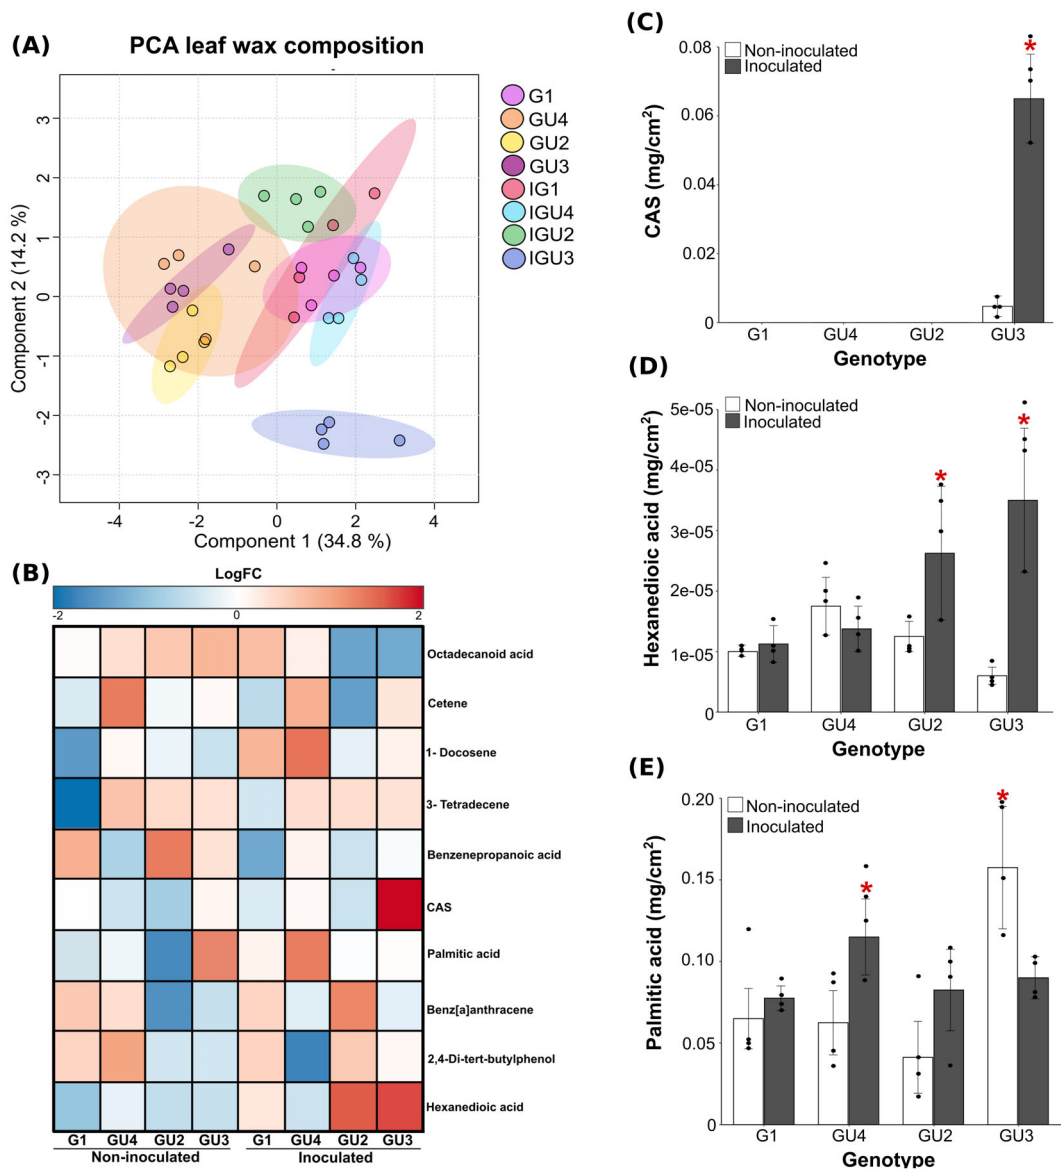 (A)
PCA leaf wax composition
Component 2 (14.2 %)
3
2
1
0
-1
-2
-3
-4
-2
0
2
4
Component 1 (34.8 %)
G1
GU4
GU2
GU3
IG1
IGU4
IGU2
IGU3
(B)
LogFC
-2
0
2
Octadecanoid acid
Cetene
1- Docosene
3- Tetradecene
Benzenepropanoic acid
CAS
Palmitic acid
Benz[a]anthracene
2,4-Di-tert-butylphenol
Hexanedioic acid
G1 GU4 GU2 GU3 G1 GU4 GU2 GU3
Non-inoculated Inoculated
(C)
Non-inoculated
Inoculated
*
CAS (mg/cm²)
0.08
0.06
0.04
0.02
0
G1 GU4 GU2 GU3
Genotype
(D)
Non-inoculated
Inoculated
*
*
Hexanedioic acid (mg/cm²)
5e-05
4e-05
3e-05
2e-05
1e-05
0
G1 GU4 GU2 GU3
Genotype
(E)
Non-inoculated
Inoculated
*
*
Palmitic acid (mg/cm²)
0.20
0.15
0.10
0.05
0
G1 GU4 GU2 GU3
Genotype